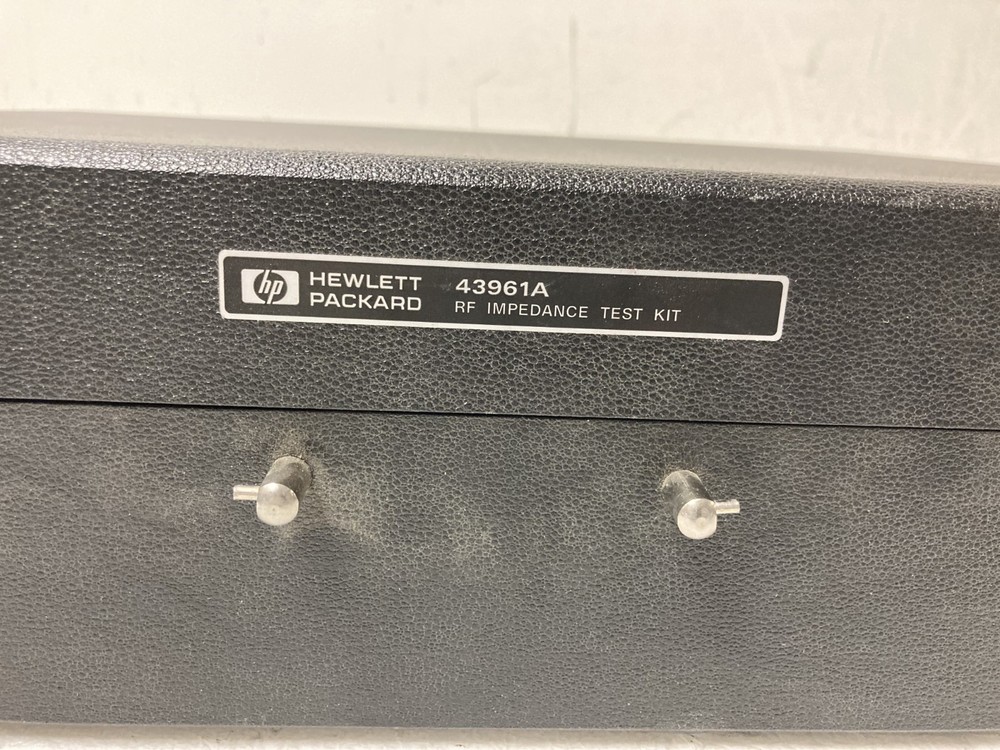 hp HEWLETT PACKARD
43961A
RF IMPEDANCE TEST KIT